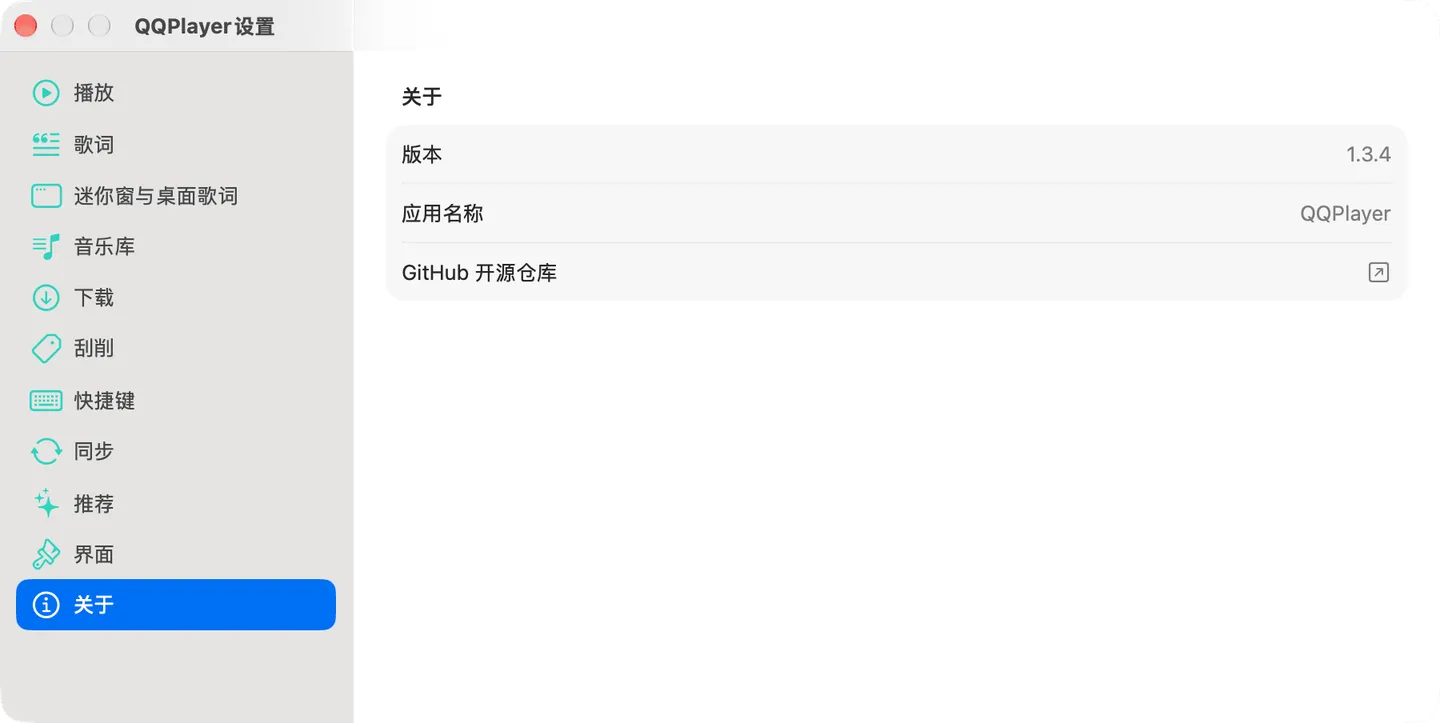 QQPlayer设置
播放
歌词
迷你窗与桌面歌词
音乐库
下载
刮削
快捷键
同步
推荐
界面
关于
关于
版本 1.3.4
应用名称 QQPlayer
GitHub 开源仓库